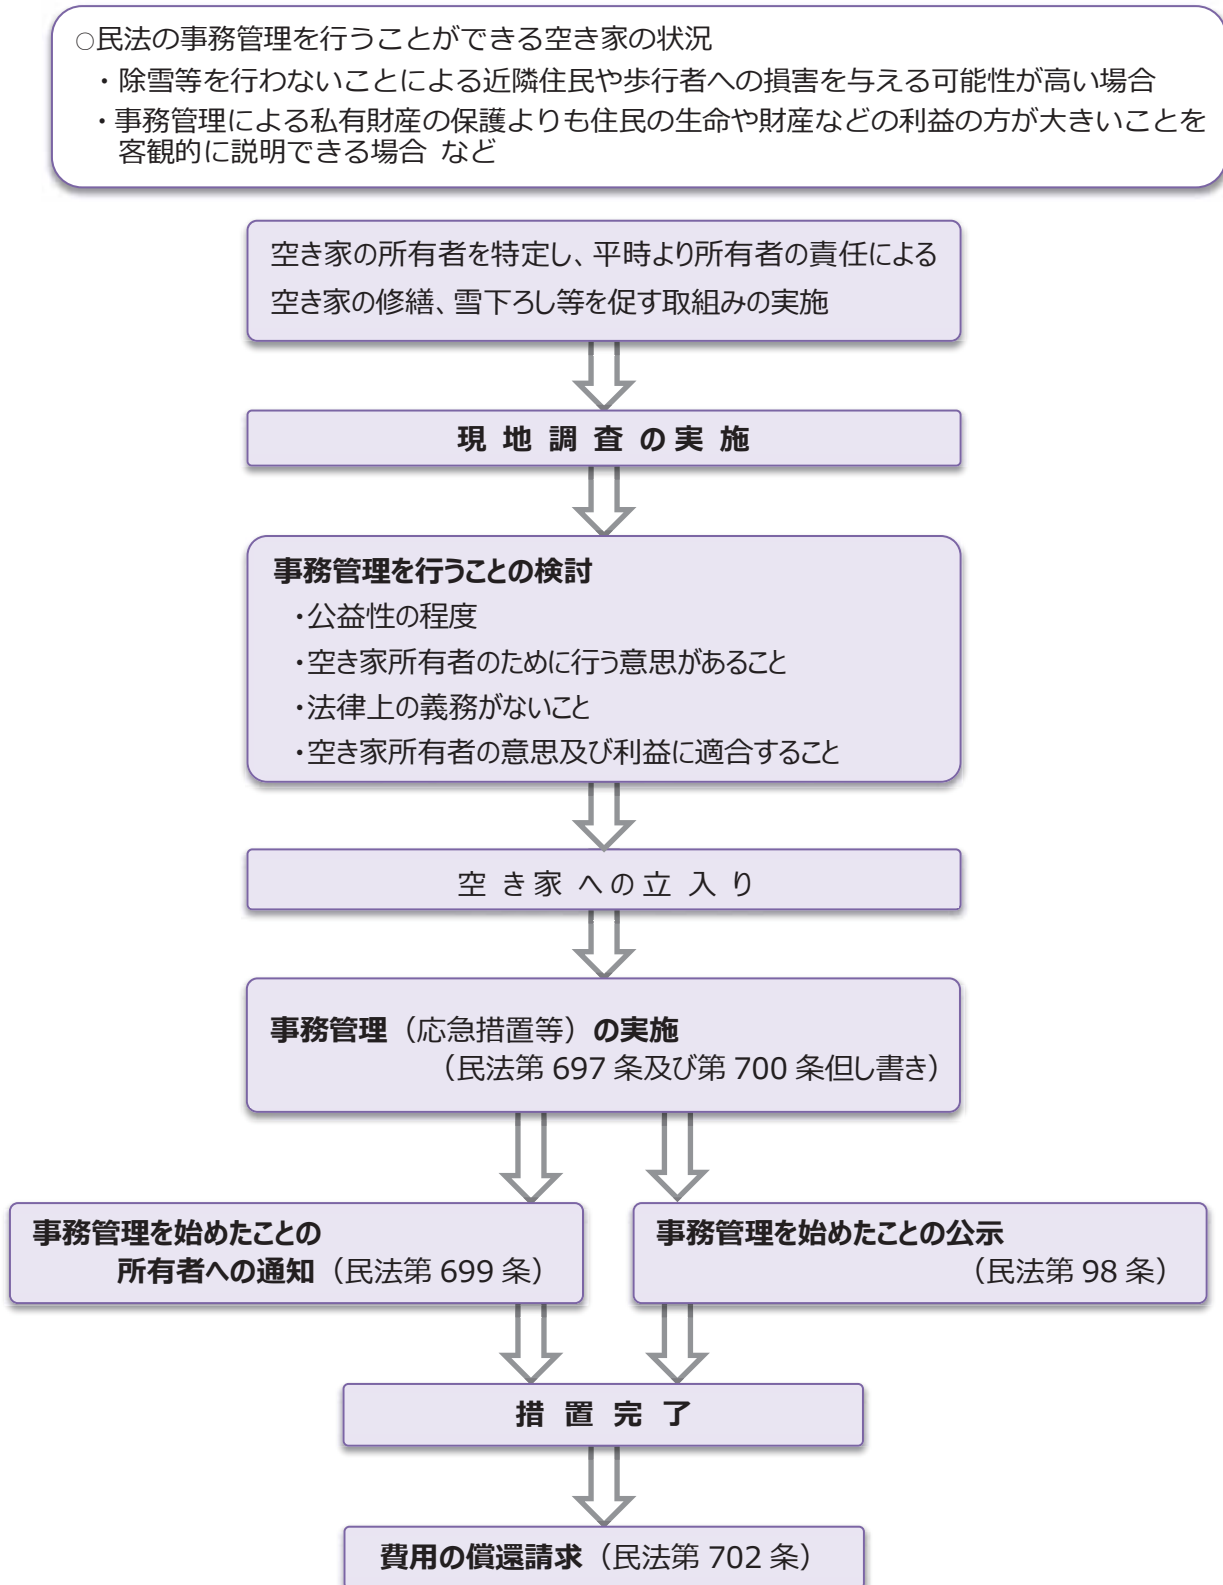 ○民法の事務管理を行うことができる空き家の状況
・除雪等を行わないことによる近隣住民や歩行者への損害を与える可能性が高い場合
・事務管理による私有財産の保護よりも住民の生命や財産などの利益の方が大きいことを
客観的に説明できる場合 など
空き家の所有者を特定し、平時より所有者の責任による
空き家の修繕、雪下ろし等を促す取組みの実施
現地調査の実施
事務管理を行うことの検討
・公益性の程度
・空き家所有者のために行う意思があること
・法律上の義務がないこと
・空き家所有者の意思及び利益に適合すること
空き家への立入り
事務管理（応急措置等）の実施
（民法第 697 条及び第 700 条但し書き）
事務管理を始めたことの
所有者への通知（民法第 699 条）
事務管理を始めたことの公示
（民法第 98 条）
措置完了
費用の償還請求（民法第 702 条）